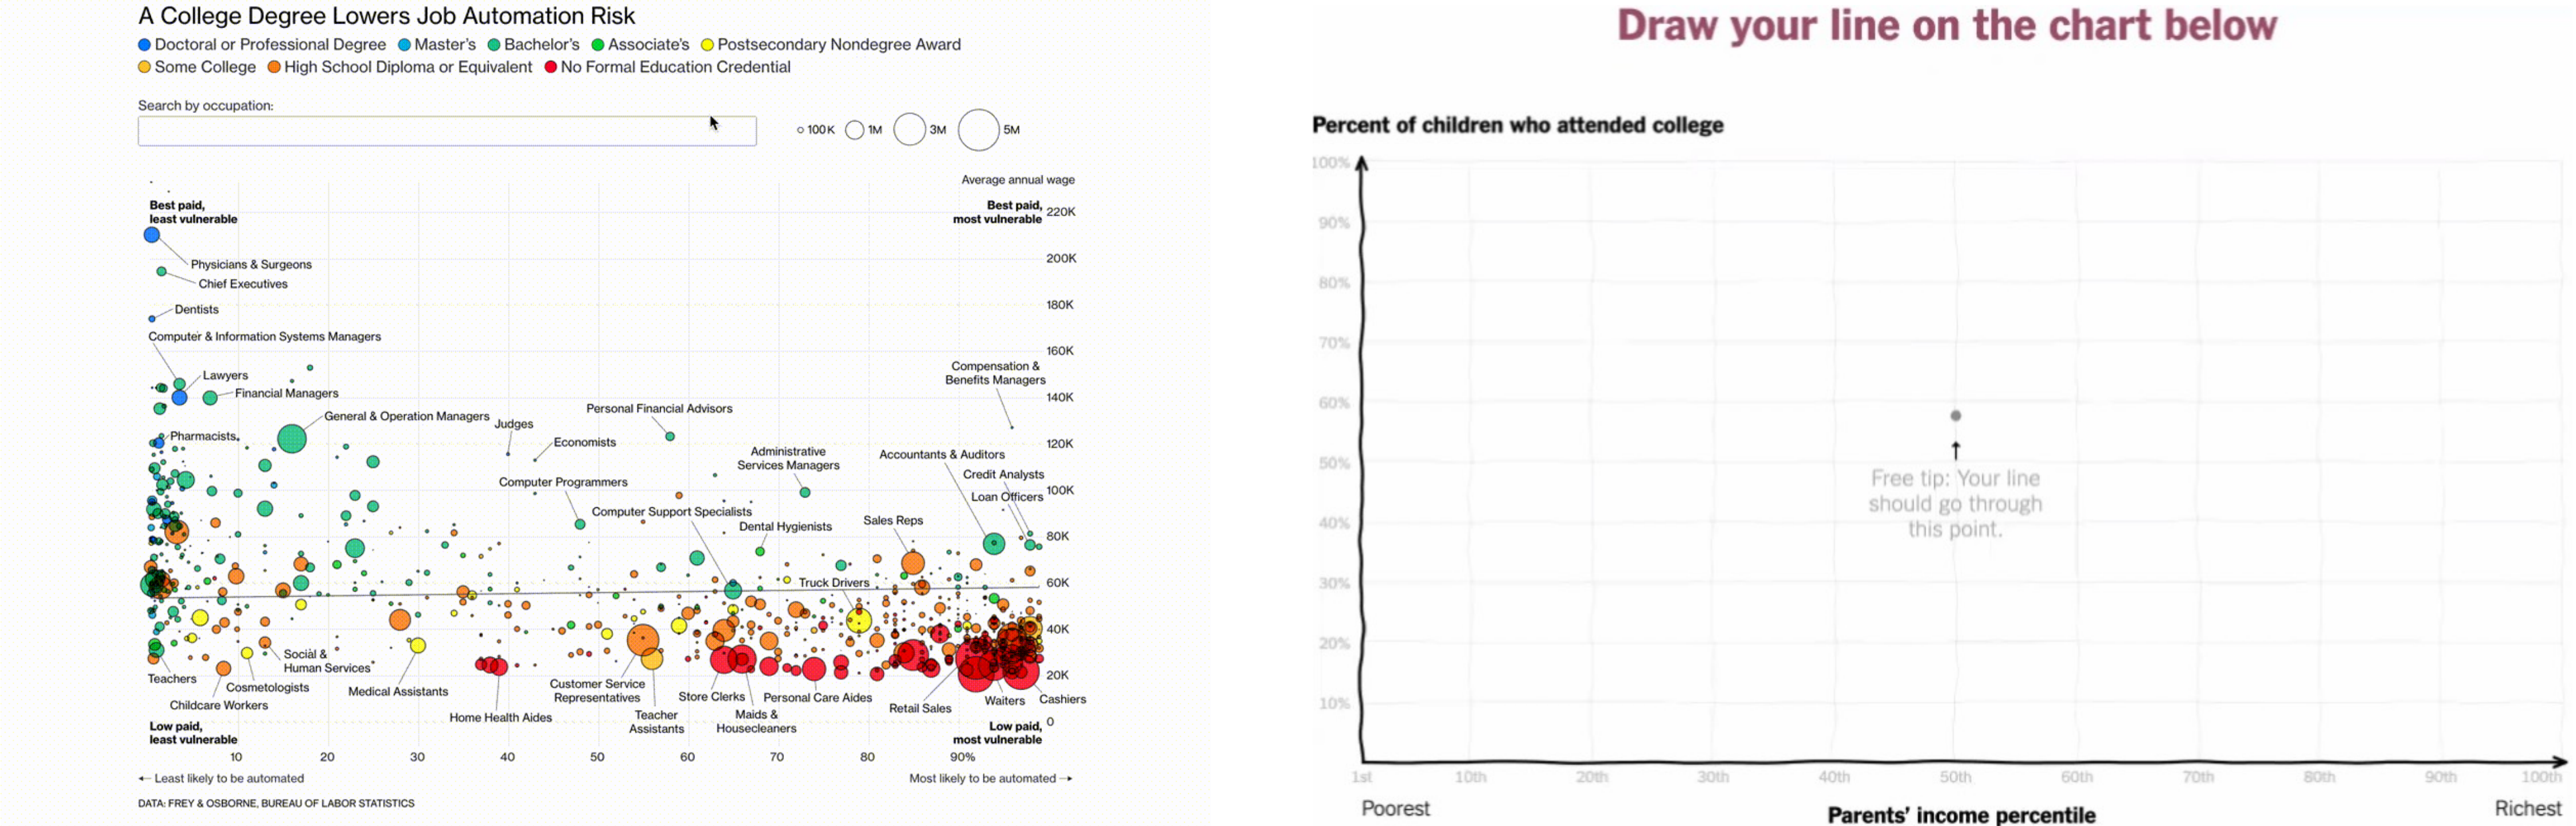 A College Degree Lowers Job Automation Risk
Doctoral or Professional Degree Master's Bachelor's Associate's Postsecondary Nondegree Award
Some College High School Diploma or Equivalent No Formal Education Credential
Search by occupation:
100K 1M 3M 5M
Average annual wage
Best paid,
least vulnerable
Best paid,
most vulnerable
220K
200K
180K
160K
140K
120K
100K
80K
60K
40K
20K
0
Physicians & Surgeons
Chief Executives
Dentists
Computer & Information Systems Managers
Lawyers
Financial Managers
General & Operation Managers
Pharmacists
Judges
Economists
Personal Financial Advisors
Compensation &
Benefits Managers
Administrative
Services Managers
Accountants & Auditors
Credit Analysts
Loan Officers
Computer Programmers
Computer Support Specialists
Dental Hygienists
Sales Reps
Truck Drivers
Social &
Human Services
Teachers
Cosmetologists
Childcare Workers
Medical Assistants
Home Health Aides
Customer Service
Representatives
Teacher
Assistants
Store Clerks
Maids &
Housecleaners
Personal Care Aides
Retail Sales
Waiters
Cashiers
Low paid,
least vulnerable
Low paid,
most vulnerable
10 20 30 40 50 60 70 80 90%
← Least likely to be automated
Most likely to be automated →
DATA: FREY & OSBORNE, BUREAU OF LABOR STATISTICS
Draw your line on the chart below
Percent of children who attended college
100%
90%
80%
70%
60%
50%
40%
30%
20%
10%
Free tip: Your line
should go through
this point.
1st 10th 20th 30th 40th 50th 60th 70th 80th 90th 100th
Poorest
Richest
Parents' income percentile